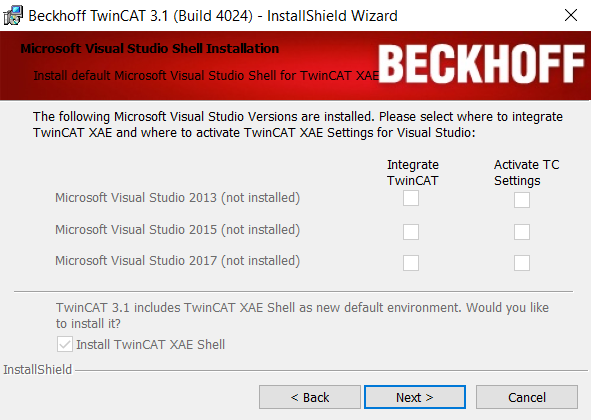 Beckhoff TwinCAT 3.1 (Build 4024) - InstallShield Wizard
Microsoft Visual Studio Shell Installation
Install default Microsoft Visual Studio Shell for TwinCAT XAE
BECKHOFF
The following Microsoft Visual Studio Versions are installed. Please select where to integrate
TwinCAT XAE and where to activate TwinCAT XAE Settings for Visual Studio:
Integrate Activate TC
TwinCAT Settings
Microsoft Visual Studio 2013 (not installed)
Microsoft Visual Studio 2015 (not installed)
Microsoft Visual Studio 2017 (not installed)
TwinCAT 3.1 includes TwinCAT XAE Shell as new default environment. Would you like
to install it?
Install TwinCAT XAE Shell
InstallShield
< Back Next > Cancel